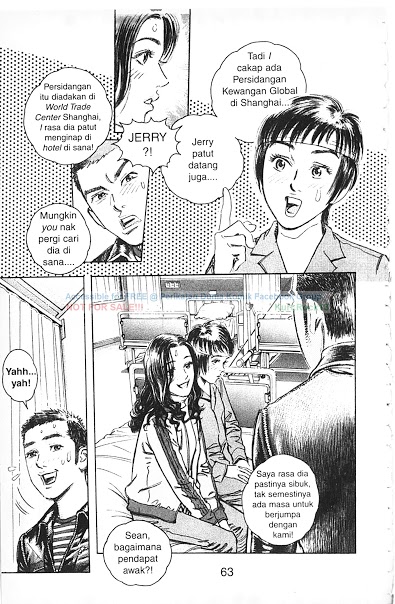 Tadi I
cakap ada
Persidangan
Kewangan Global
di Shanghai...
Persidangan
itu diadakan di
World Trade
Center Shanghai,
I rasa dia patut
menginap di
hotel di sana!
JERRY
?!
Jerry
patut
datang
juga....
Mungkin
you nak
pergi cari
dia di
sana....
NOT FOR SALE!!!
Yahh...
yah!
Saya rasa dia
pastinya sibuk,
tak semestinya
ada masa untuk
berjumpa
dengan
kami!
Sean,
bagaimana
pendapat
awak?!
63